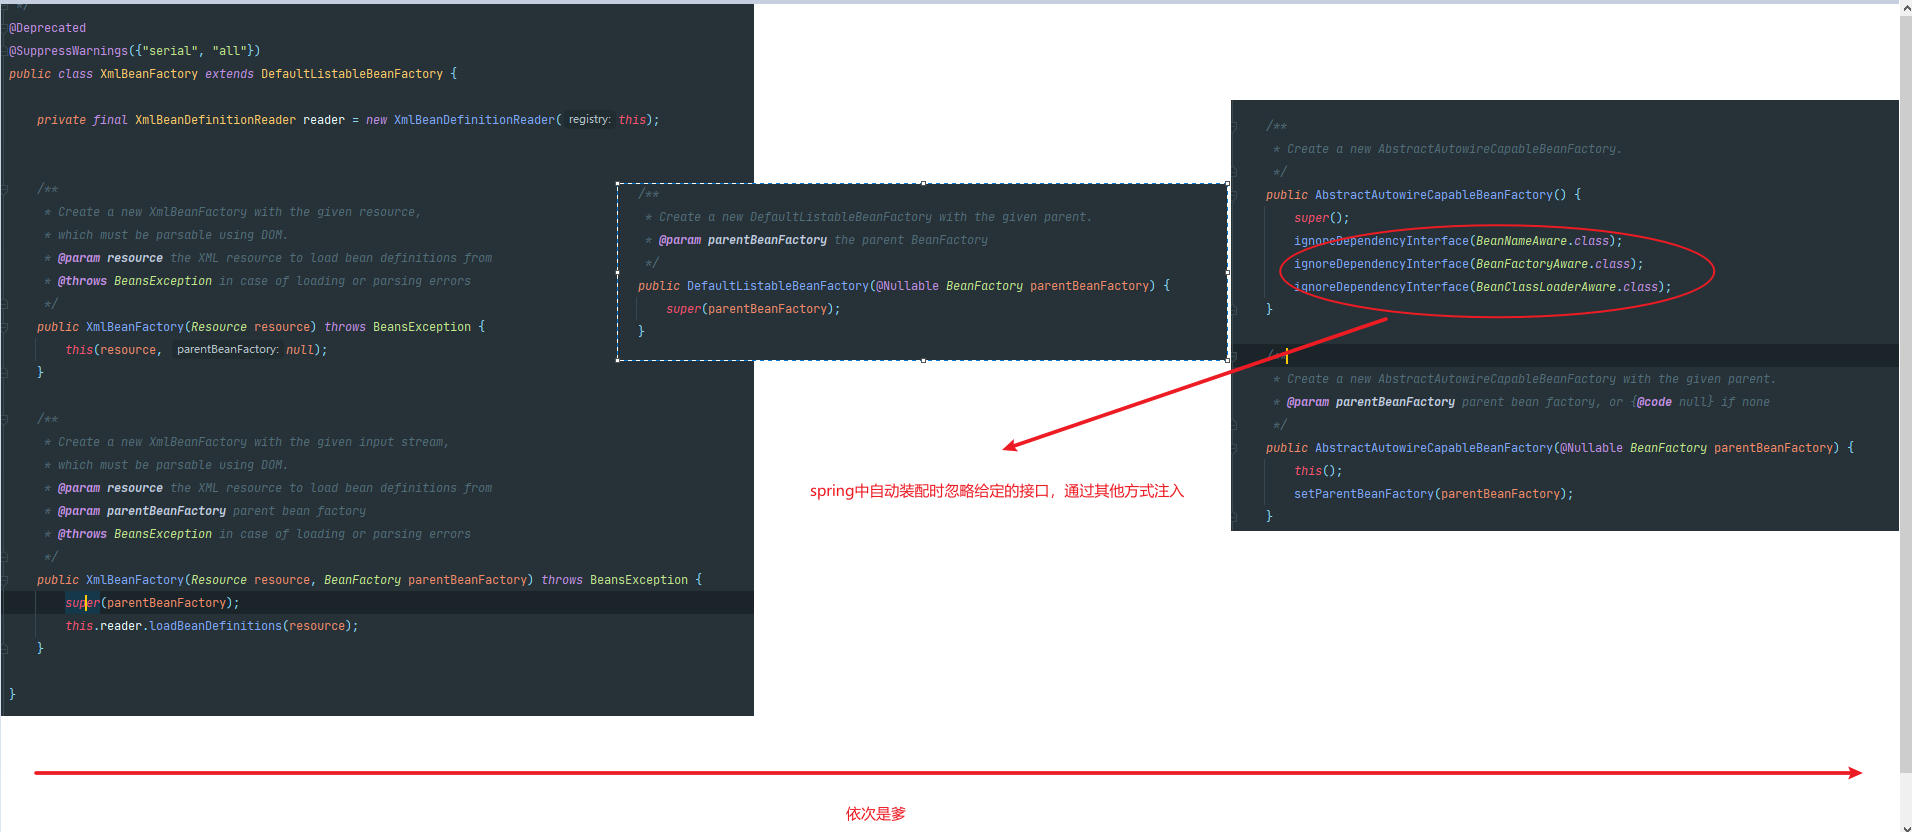 */
@Deprecated
@SuppressWarnings({"serial", "all"})
public class XmlBeanFactory extends DefaultListableBeanFactory {
private final XmlBeanDefinitionReader reader = new XmlBeanDefinitionReader( registry: this);
/**
* Create a new XmlBeanFactory with the given resource,
* which must be parsable using DOM.
* @param resource the XML resource to load bean definitions from
* @throws BeansException in case of loading or parsing errors
*/
public XmlBeanFactory(Resource resource) throws BeansException {
this(resource, parentBeanFactory: null);
}
/**
* Create a new XmlBeanFactory with the given input stream,
* which must be parsable using DOM.
* @param resource the XML resource to load bean definitions from
* @param parentBeanFactory parent bean factory
* @throws BeansException in case of loading or parsing errors
*/
public XmlBeanFactory(Resource resource, BeanFactory parentBeanFactory) throws BeansException {
super(parentBeanFactory);
this.reader.loadBeanDefinitions(resource);
}
}
/**
* Create a new DefaultListableBeanFactory with the given parent.
* @param parentBeanFactory the parent BeanFactory
*/
public DefaultListableBeanFactory(@Nullable BeanFactory parentBeanFactory) {
super(parentBeanFactory);
}
/**
* Create a new AbstractAutowireCapableBeanFactory.
*/
public AbstractAutowireCapableBeanFactory() {
super();
ignoreDependencyInterface(BeanNameAware.class);
ignoreDependencyInterface(BeanFactoryAware.class);
ignoreDependencyInterface(BeanClassLoaderAware.class);
}
/**
* Create a new AbstractAutowireCapableBeanFactory with the given parent.
* @param parentBeanFactory parent bean factory, or {@code null} if none
*/
public AbstractAutowireCapableBeanFactory(@Nullable BeanFactory parentBeanFactory) {
this();
setParentBeanFactory(parentBeanFactory);
}
spring中自动装配时忽略给定的接口，通过其他方式注入
依次是爹